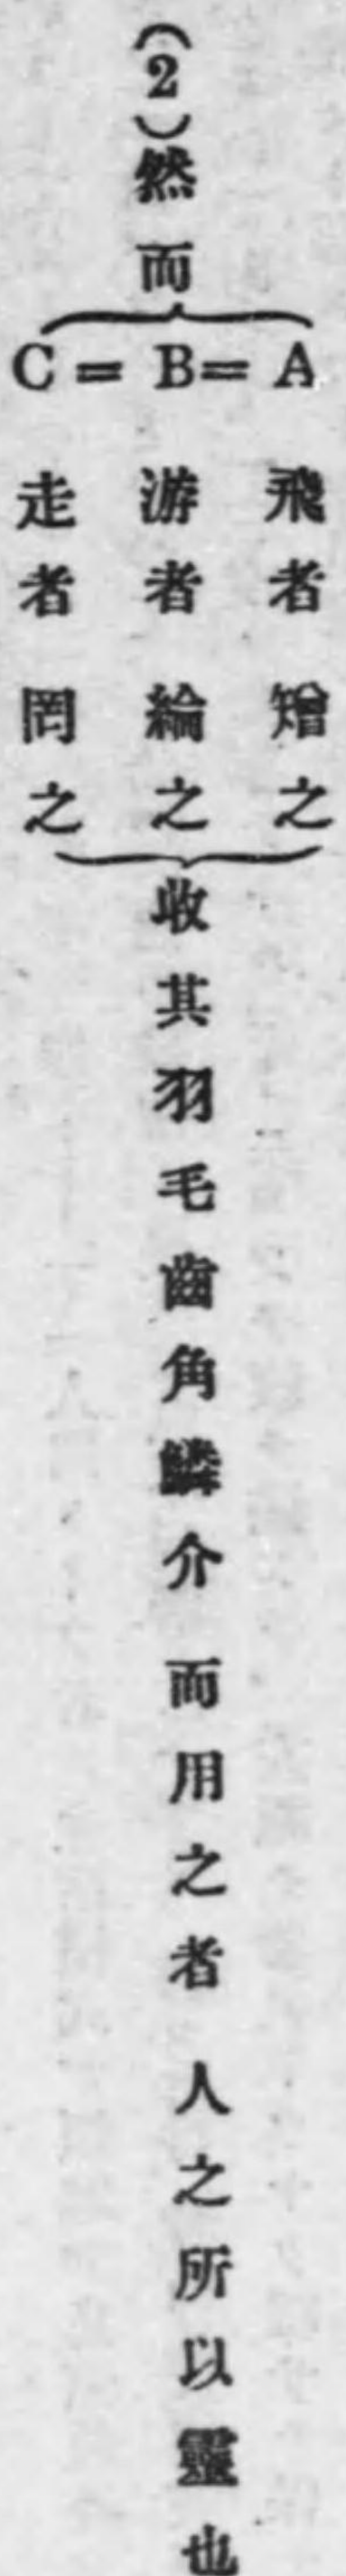 (2)然而
A=B=C
飛者矰之
游者綸之
走者罔之
收其羽毛齒角鱗介 而用之者 人之所以靈也